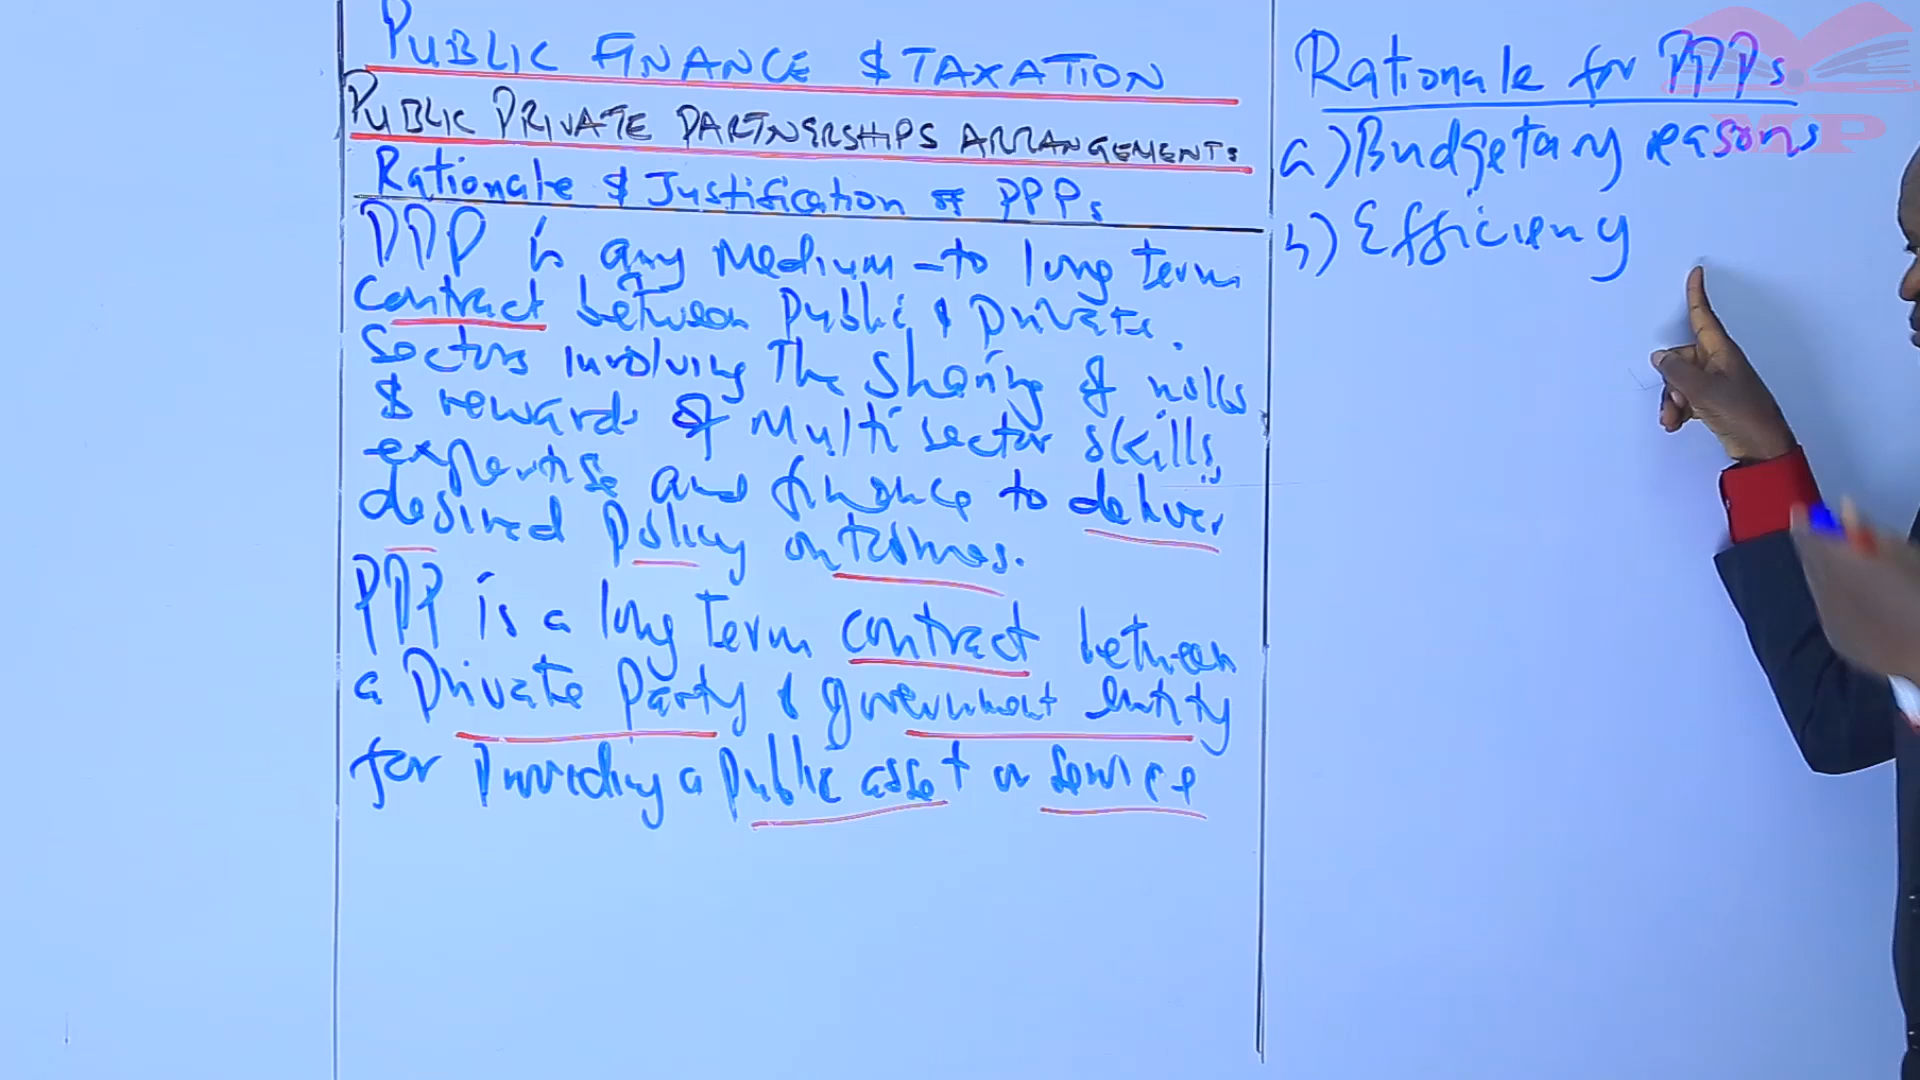 PUBLIC FINANCE & TAXATION
PUBLIC PRIVATE PARTNERSHIPS ARRANGEMENTS
Rationale & Justification of PPPs
PPP is any medium-to long term
contract between public & private
sectors involving the sharing of risks
& rewards of multi sector skills,
expertise and finance to deliver
desired policy outcomes.
PPP is a long term contract between
a private party & government entity
for providing a public asset or service
Rationale for PPPs
a) Budgetary reasons
b) Efficiency
MP